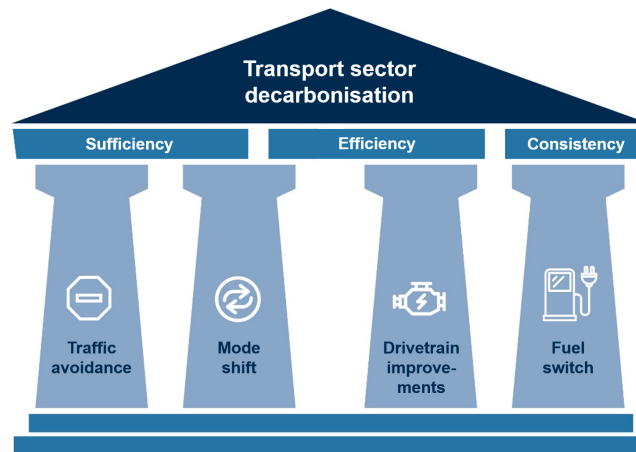 Transport sector
decarbonisation
Sufficiency
Efficiency
Consistency
Traffic
avoidance
Mode
shift
Drivetrain
improve-
ments
Fuel
switch